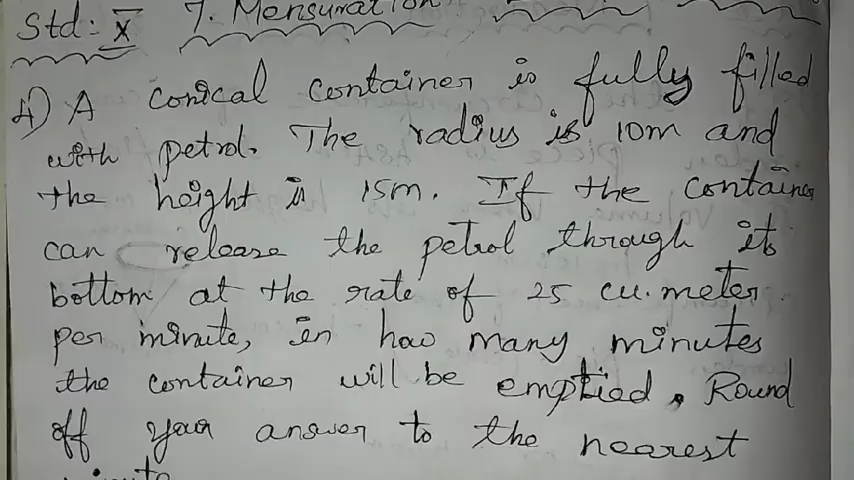 Std: X 7. Mensuration
4) A conical container is fully filled
with petrol. The radius is 10m and
the height is 15m. If the container
can release the petrol through its
bottom at the rate of 25 cu. meter
per minute, in how many minutes
the container will be emptied. Round
off your answer to the nearest
minute